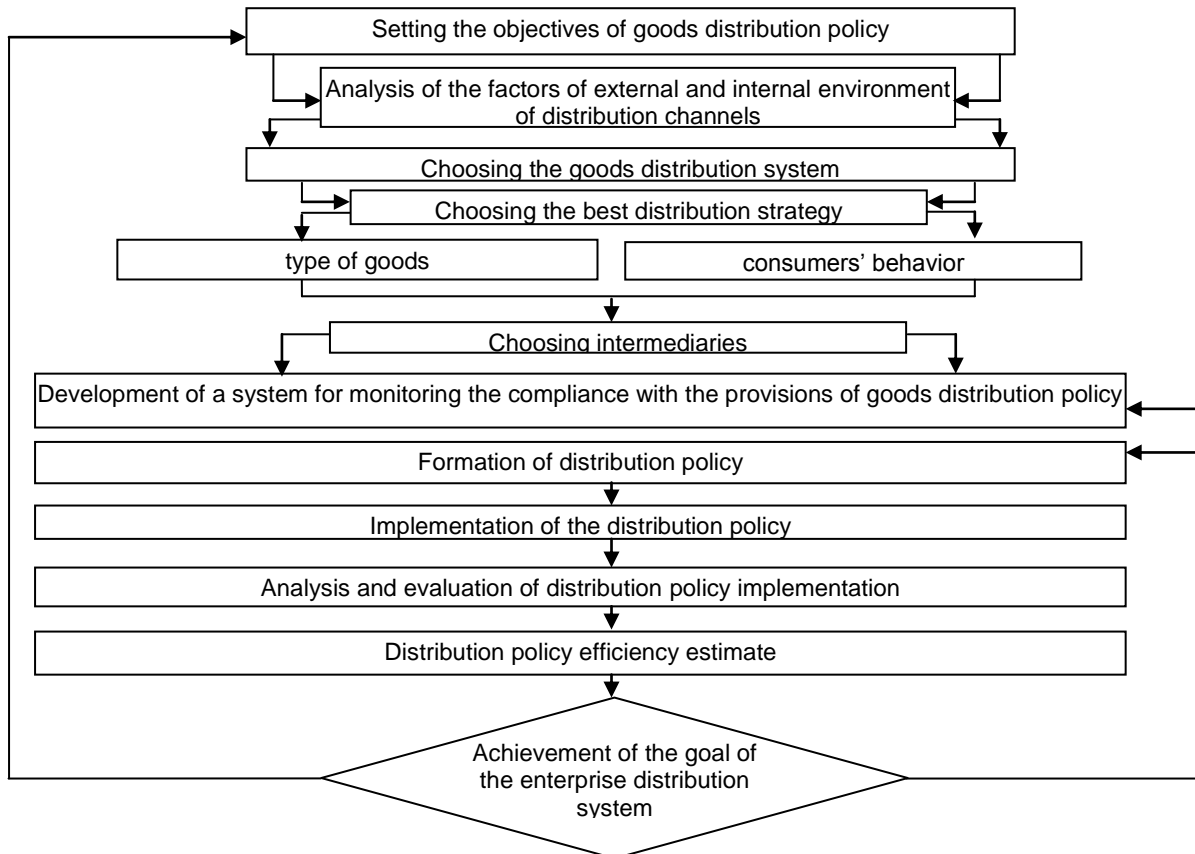 Setting the objectives of goods distribution policy
Analysis of the factors of external and internal environment
of distribution channels
Choosing the goods distribution system
Choosing the best distribution strategy
type of goods
consumers’ behavior
Choosing intermediaries
Development of a system for monitoring the compliance with the provisions of goods distribution policy
Formation of distribution policy
Implementation of the distribution policy
Analysis and evaluation of distribution policy implementation
Distribution policy efficiency estimate
Achievement of the goal of
the enterprise distribution
system